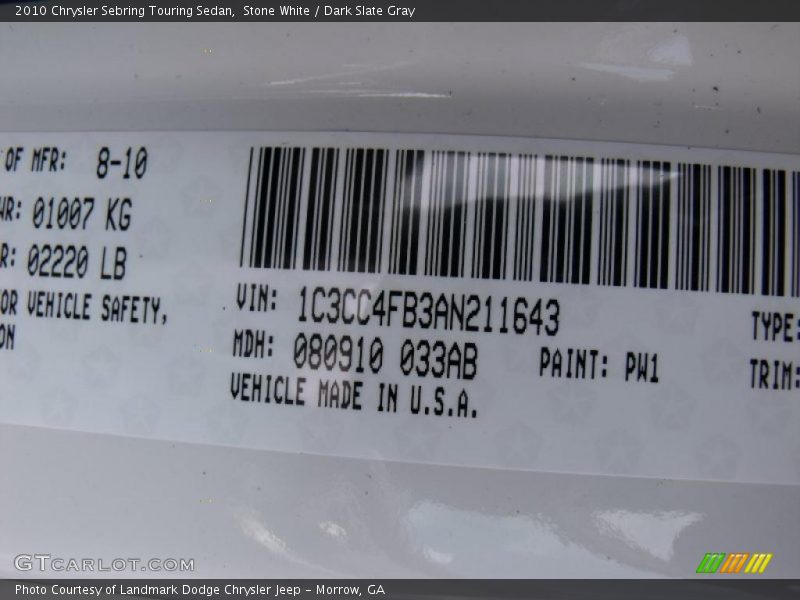 2010 Chrysler Sebring Touring Sedan,  Stone White / Dark Slate Gray
OF MFR: 8-10
WR: 01007 KG
R: 02220 LB
OR VEHICLE SAFETY,
ON
VIN: 1C3CC4FB3AN211643
MDH: 080910 033AB
PAINT: PW1
VEHICLE MADE IN U.S.A.
TYPE:
TRIM:
GTCARLOT.COM
Photo Courtesy of Landmark Dodge Chrysler Jeep - Morrow, GA